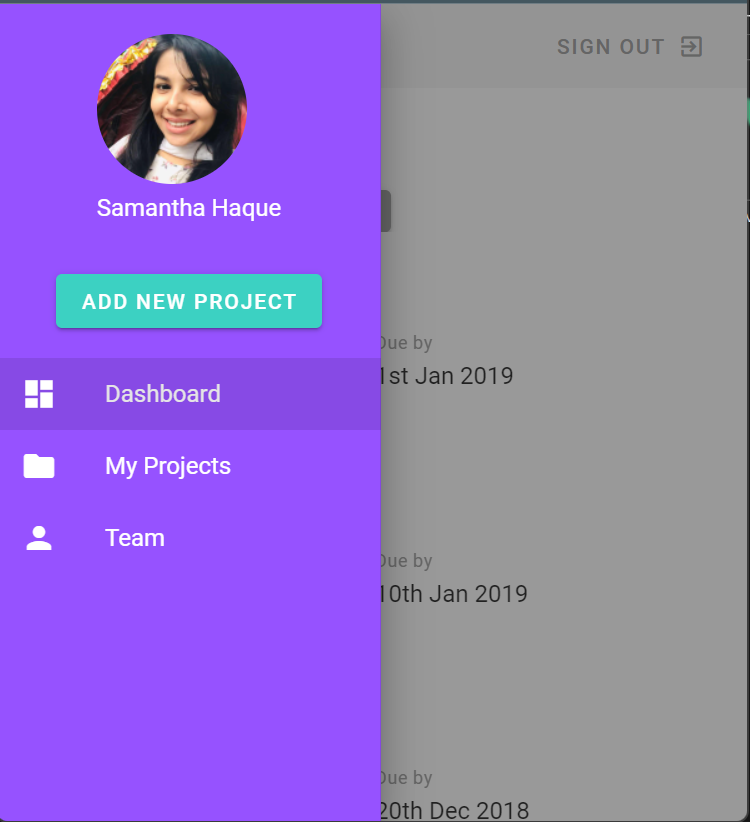 SIGN OUT
Samantha Haque
ADD NEW PROJECT
Dashboard
My Projects
Team
Due by
1st Jan 2019
Due by
10th Jan 2019
Due by
20th Dec 2018